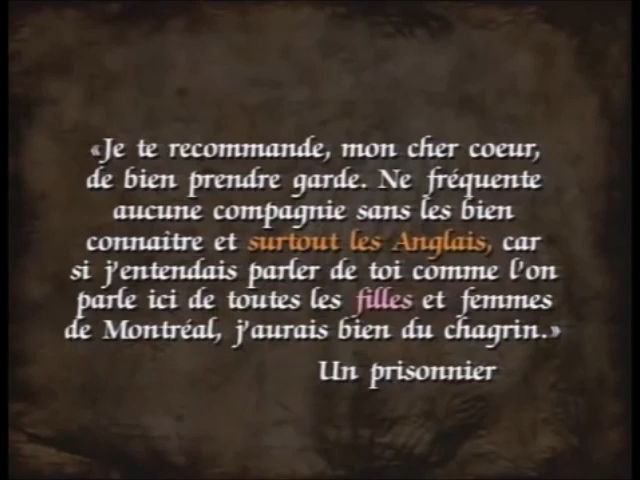 «Je te recommande, mon cher coeur,
de bien prendre garde. Ne fréquente
aucune compagnie sans les bien
connaître et surtout les Anglais, car
si j'entendais parler de toi comme l'on
parle ici de toutes les filles et femmes
de Montréal, j'aurais bien du chagrin.»
Un prisonnier